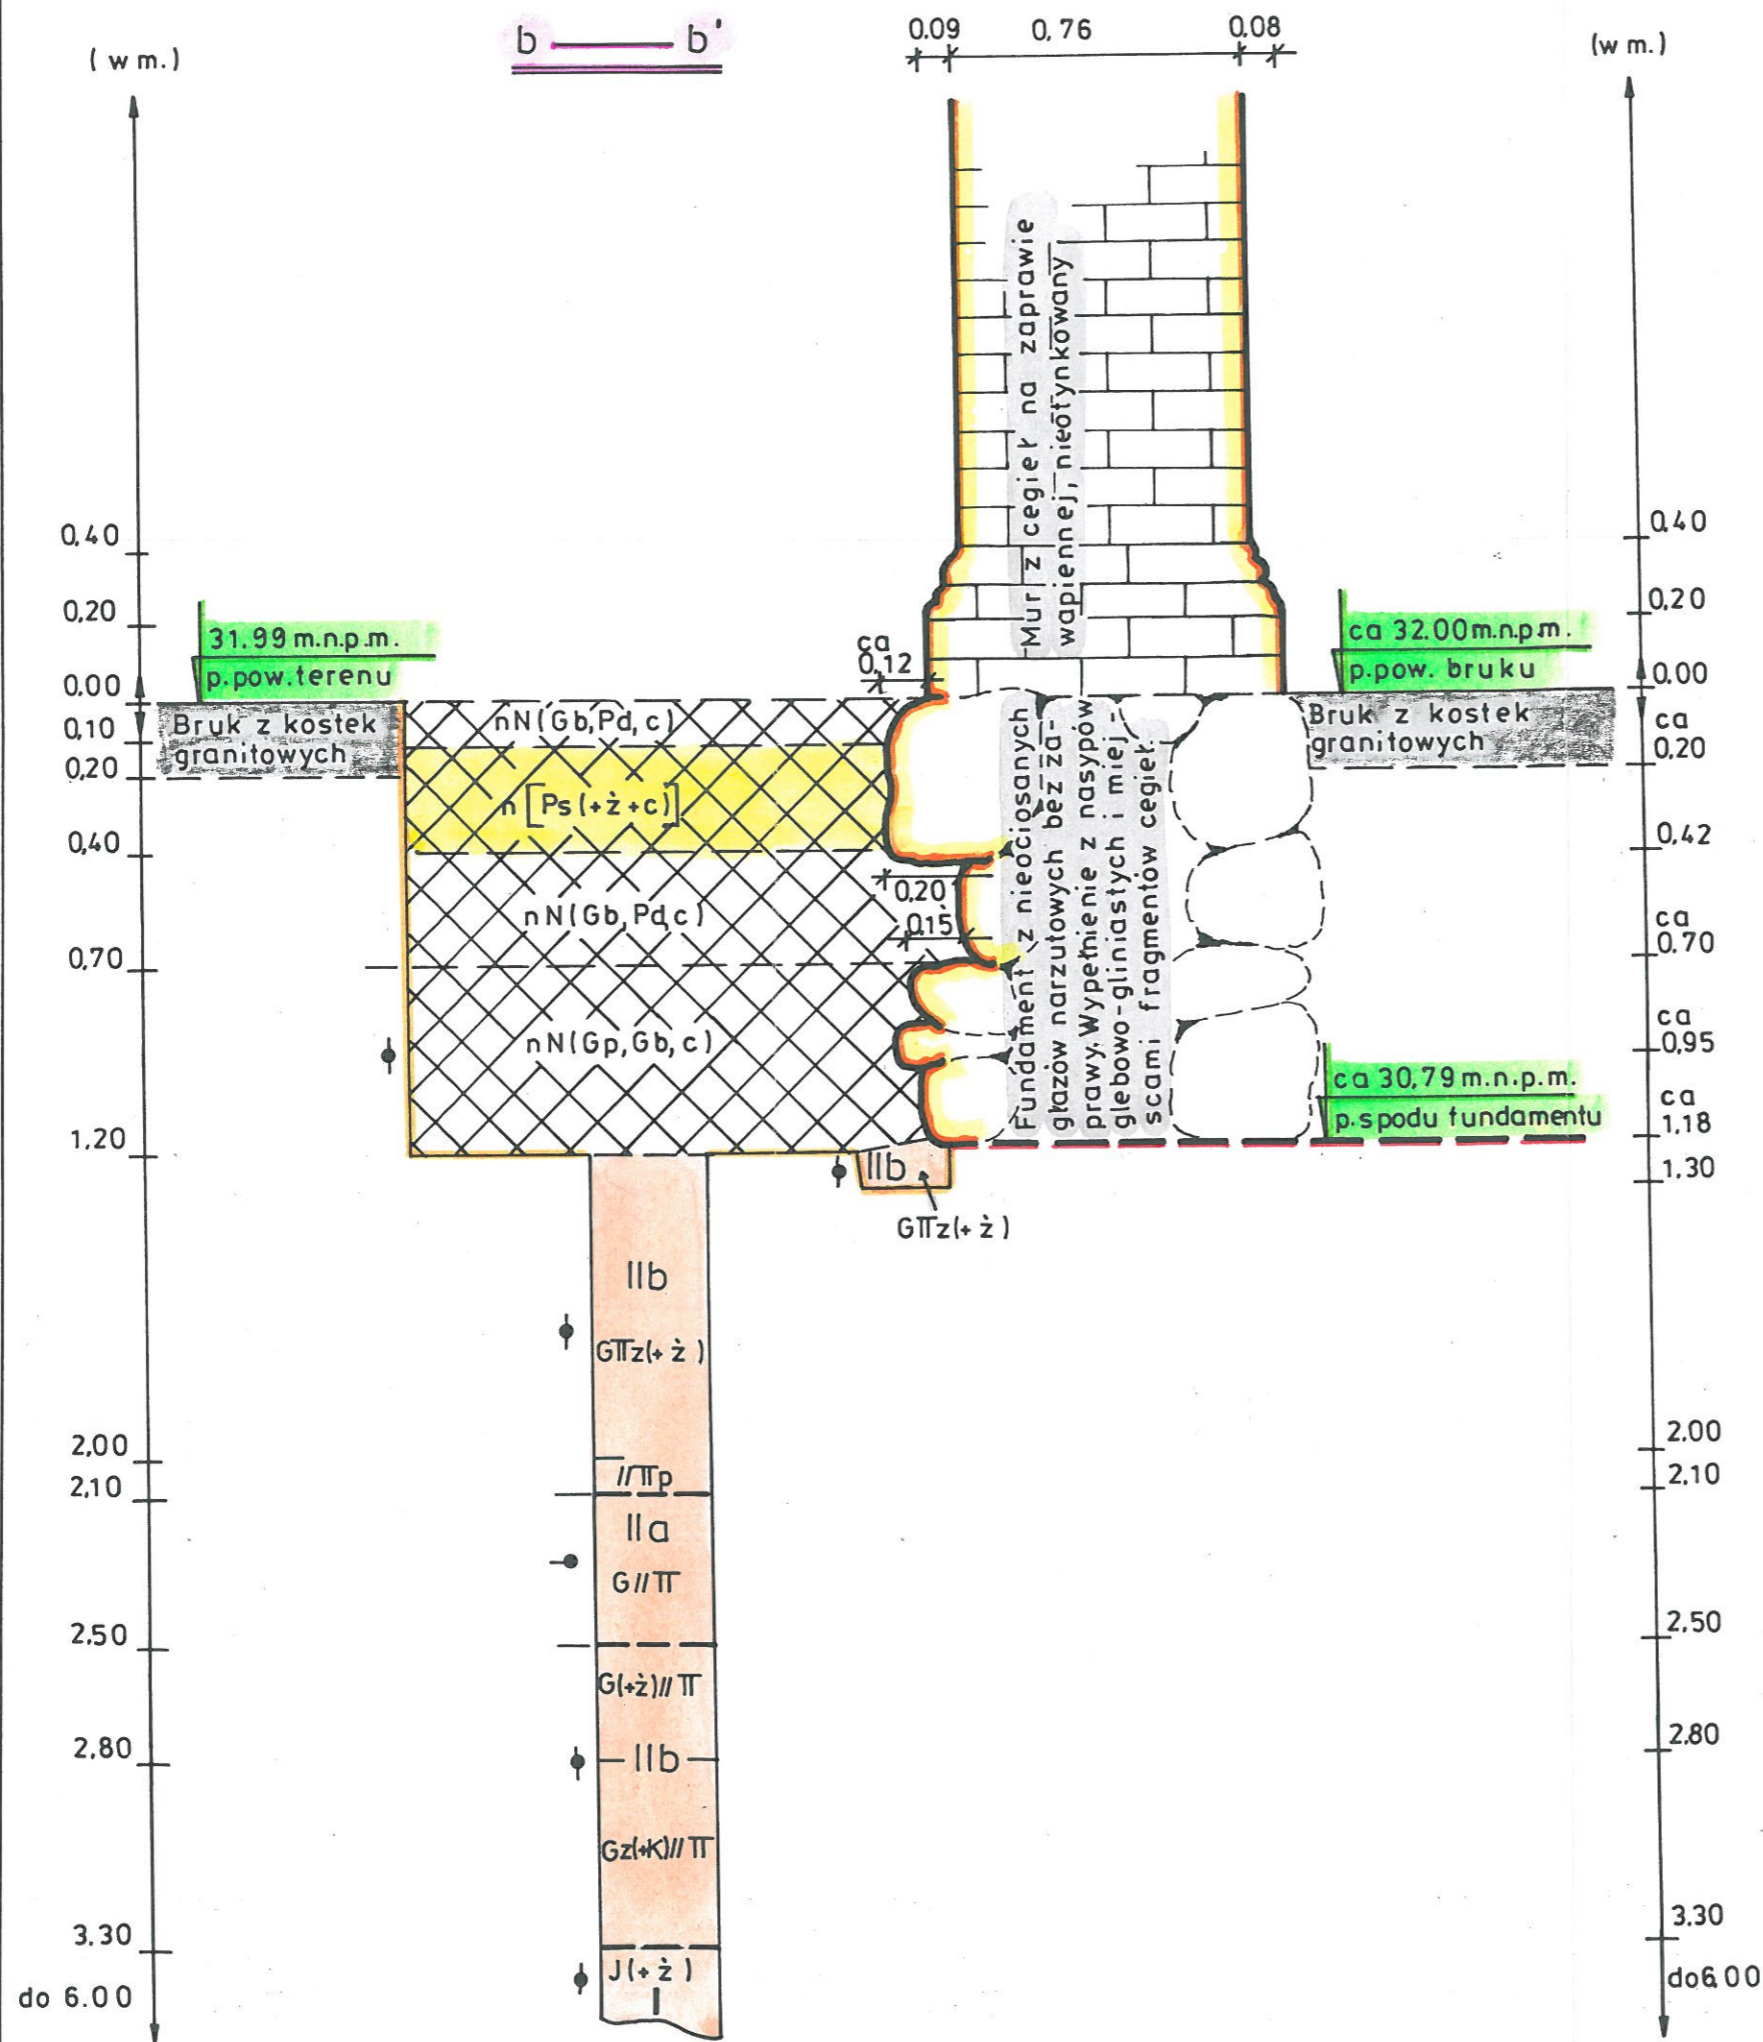 (w m.)
b b'
0.09 0,76 0,08
(w m.)
Mur z cegieł na zaprawie
wapiennej, nieotynkowany
0,40
0,20
0.00
0,10
0,20
0,40
0,70
1,20
2,00
2,10
2,50
2.80
3.30
do 6.00
31.99 m.n.p.m.
p.pow. terenu
Bruk z kostek
granitowych
nN(Gb,Pd,c)
n[Ps(+ż+c)]
nN(Gb,Pd,c)
nN(Gp,Gb,c)
ca
0,12
0,20
0,15
Fundament z nieociosanych
głazów narzutowych bez za-
prawy. Wypełnienie z nasypów
glebowo-gliniastych i miej-
scami fragmentów cegieł.
ca 32.00 m.n.p.m.
p.pow. bruku
Bruk z kostek
granitowych
ca 30,79 m.n.p.m.
p. spodu fundamentu
IIb
GΠz(+ż)
IIb
GΠz(+ż)
//Πp
IIa
G//Π
G(+ż)//Π
IIb
Gz(+K)//Π
J(+ż)
I
0,40
0,20
0.00
ca
0,20
0,42
ca
0,70
ca
0,95
ca
1,18
1.30
2.00
2,10
2,50
2.80
3.30
do6,00